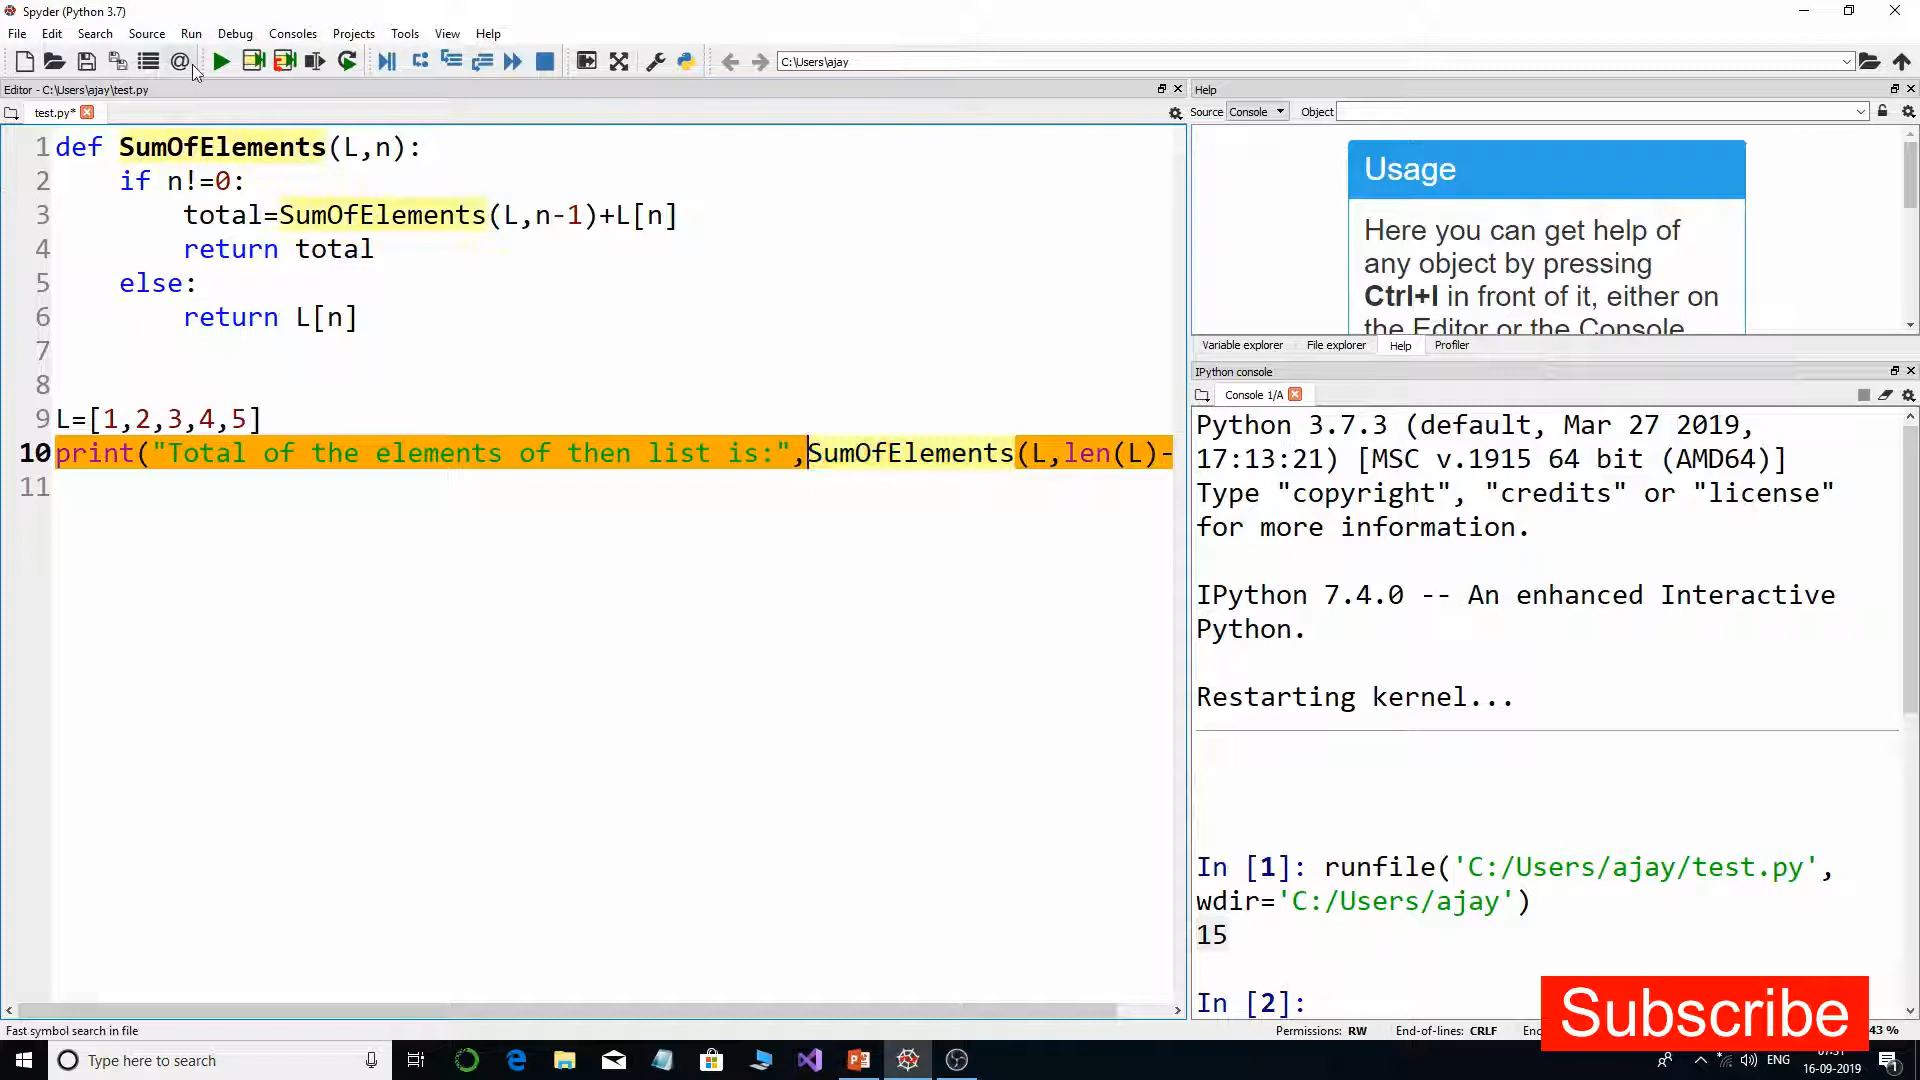 Spyder (Python 3.7)
File Edit Search Source Run Debug Consoles Projects Tools View Help
C:\Users\ajay
Editor - C:\Users\ajay\test.py
test.py*
1 def SumOfElements(L,n):
2 if n!=0:
3 total=SumOfElements(L,n-1)+L[n]
4 return total
5 else:
6 return L[n]
7
8
9 L=[1,2,3,4,5]
10 print("Total of the elements of then list is:",SumOfElements(L,len(L)-
11
Help
Source Console Object
Usage
Here you can get help of
any object by pressing
Ctrl+I in front of it, either on
the Editor or the Console
Variable explorer File explorer Help Profiler
IPython console
Console 1/A
Python 3.7.3 (default, Mar 27 2019,
17:13:21) [MSC v.1915 64 bit (AMD64)]
Type "copyright", "credits" or "license"
for more information.
IPython 7.4.0 -- An enhanced Interactive
Python.
Restarting kernel...
In [1]: runfile('C:/Users/ajay/test.py',
wdir='C:/Users/ajay')
15
In [2]:
Subscribe
Fast symbol search in file
Permissions: RW End-of-lines: CRLF 43 %
Type here to search
ENG
16-09-2019
1